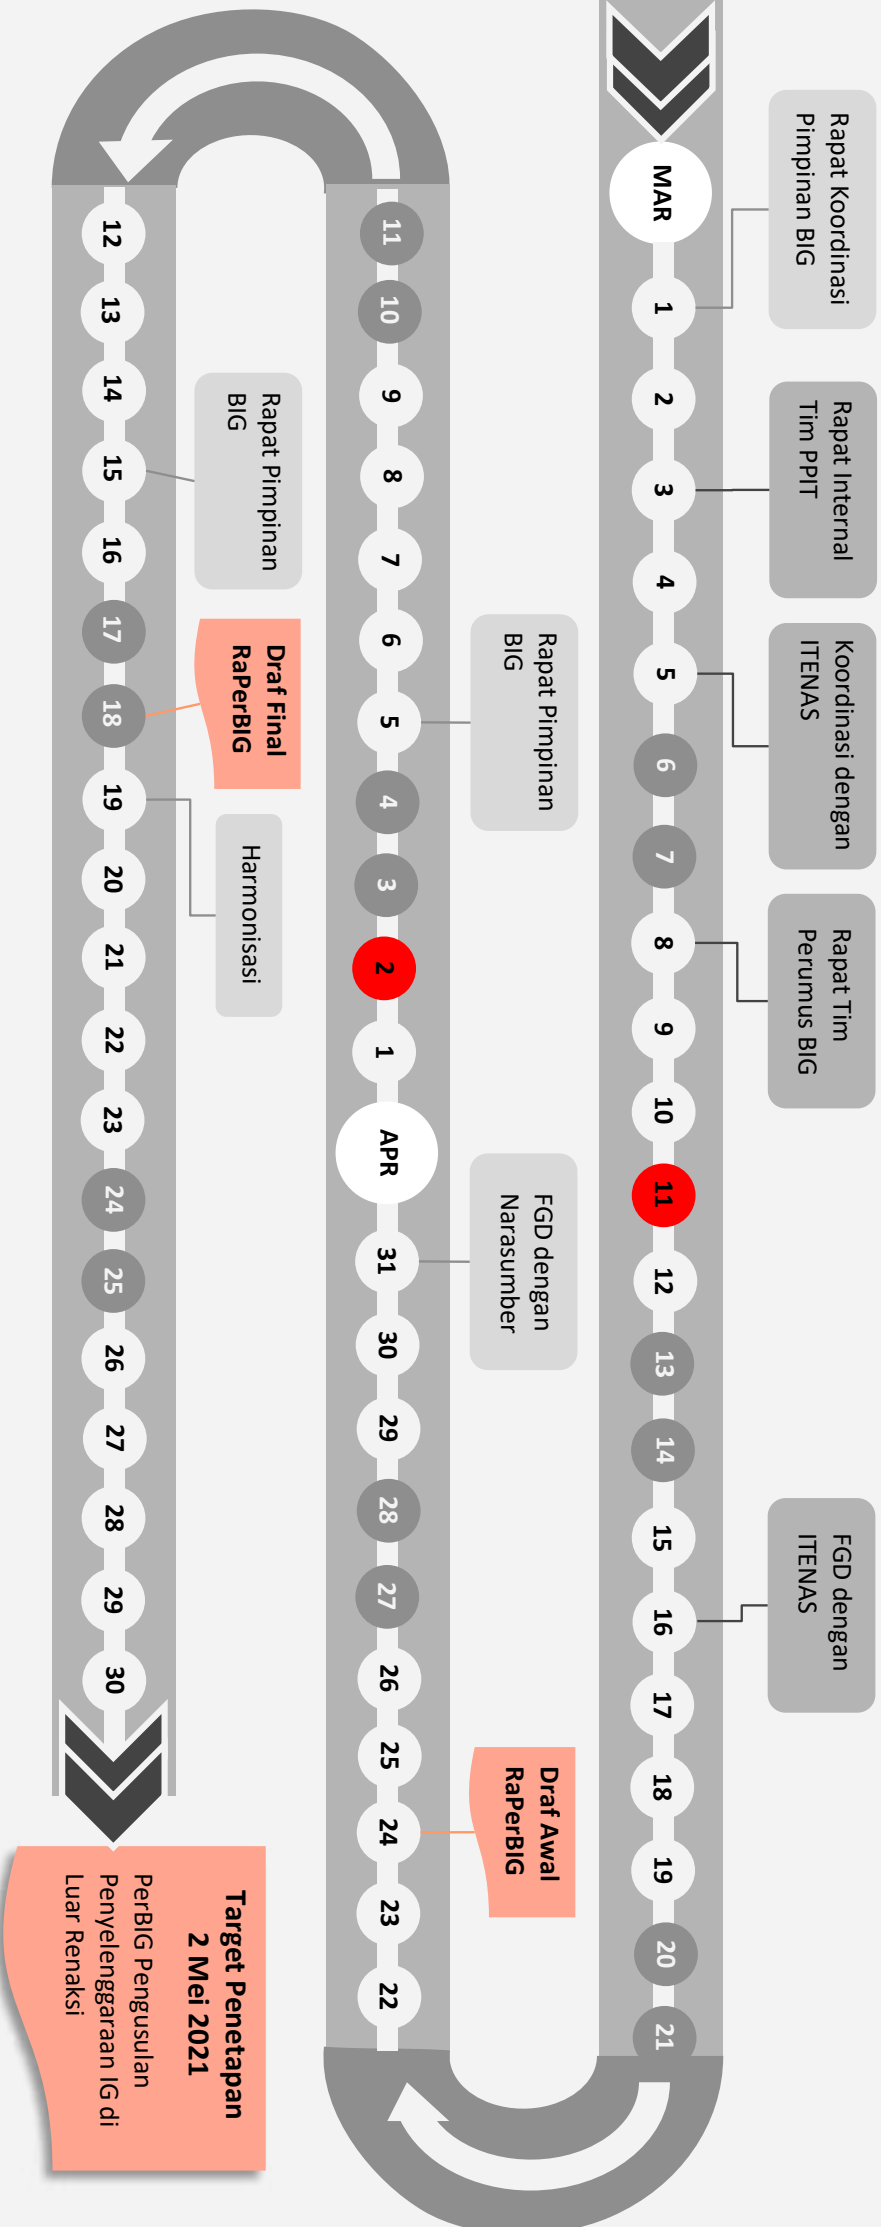 Rapat Koordinasi
Pimpinan BIG
Rapat Internal
Tim PPIT
Koordinasi dengan
ITENAS
Rapat Tim
Perumus BIG
FGD dengan
ITENAS
MAR
1
2
3
4
5
6
7
8
9
10
11
12
13
14
15
16
17
18
19
20
21
Rapat Pimpinan
BIG
FGD dengan
Narasumber
Draf Awal
RaPerBIG
11
10
9
8
7
6
5
4
3
2
1
APR
31
30
29
28
27
26
25
24
23
22
Rapat Pimpinan
BIG
Draf Final
RaPerBIG
Harmonisasi
12
13
14
15
16
17
18
19
20
21
22
23
24
25
26
27
28
29
30
Target Penetapan
2 Mei 2021
PerBIG Pengusulan
Penyelenggaraan IG di
Luar Renaksi